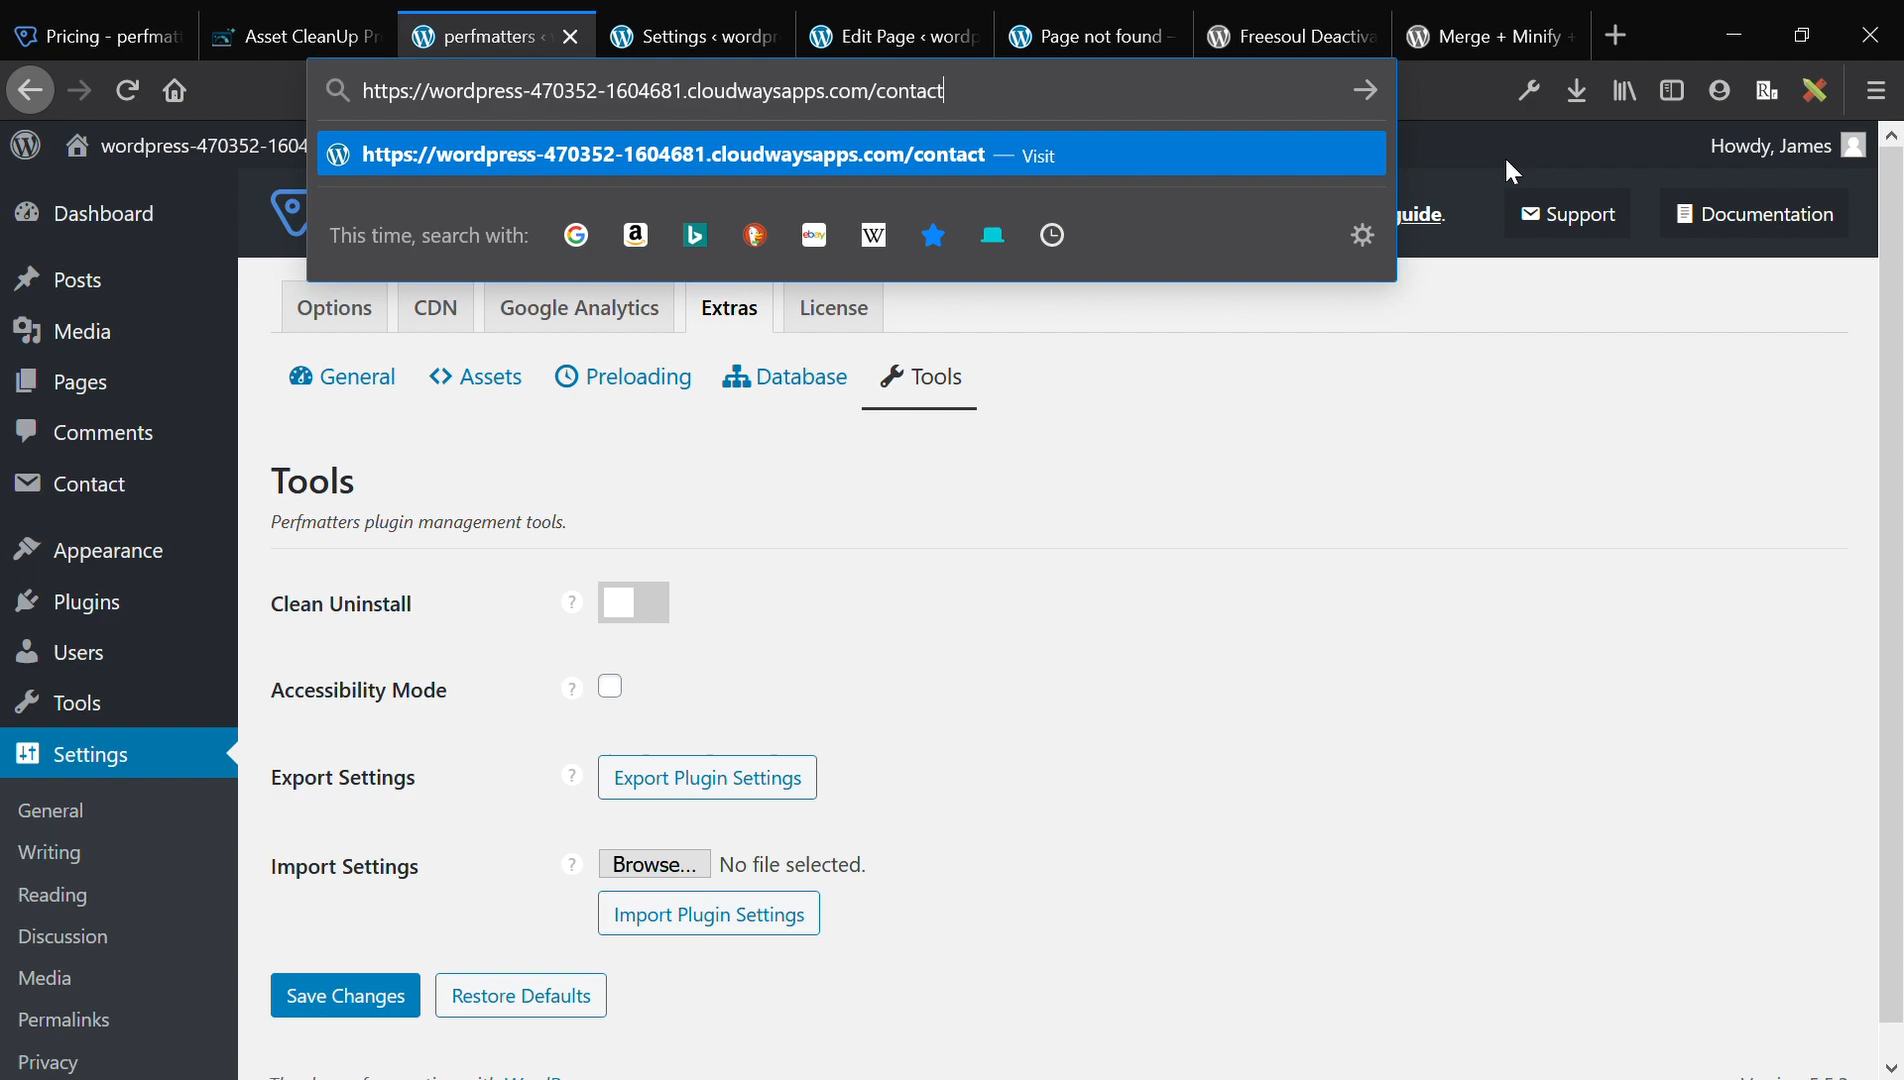 Pricing - perfmatt
Asset CleanUp Pr
perfmatters ‹
Settings ‹ wordpr
Edit Page ‹ wordp
Page not found –
Freesoul Deactiva
Merge + Minify +
https://wordpress-470352-1604681.cloudwaysapps.com/contact
https://wordpress-470352-1604681.cloudwaysapps.com/contact — Visit
This time, search with:
wordpress-470352-1604
Howdy, James
guide.
Support
Documentation
Dashboard
Posts
Media
Pages
Comments
Contact
Appearance
Plugins
Users
Tools
Settings
General
Writing
Reading
Discussion
Media
Permalinks
Privacy
Options
CDN
Google Analytics
Extras
License
General
Assets
Preloading
Database
Tools
Tools
Perfmatters plugin management tools.
Clean Uninstall ?
Accessibility Mode ?
Export Settings ? Export Plugin Settings
Import Settings ? Browse... No file selected.
Import Plugin Settings
Save Changes
Restore Defaults